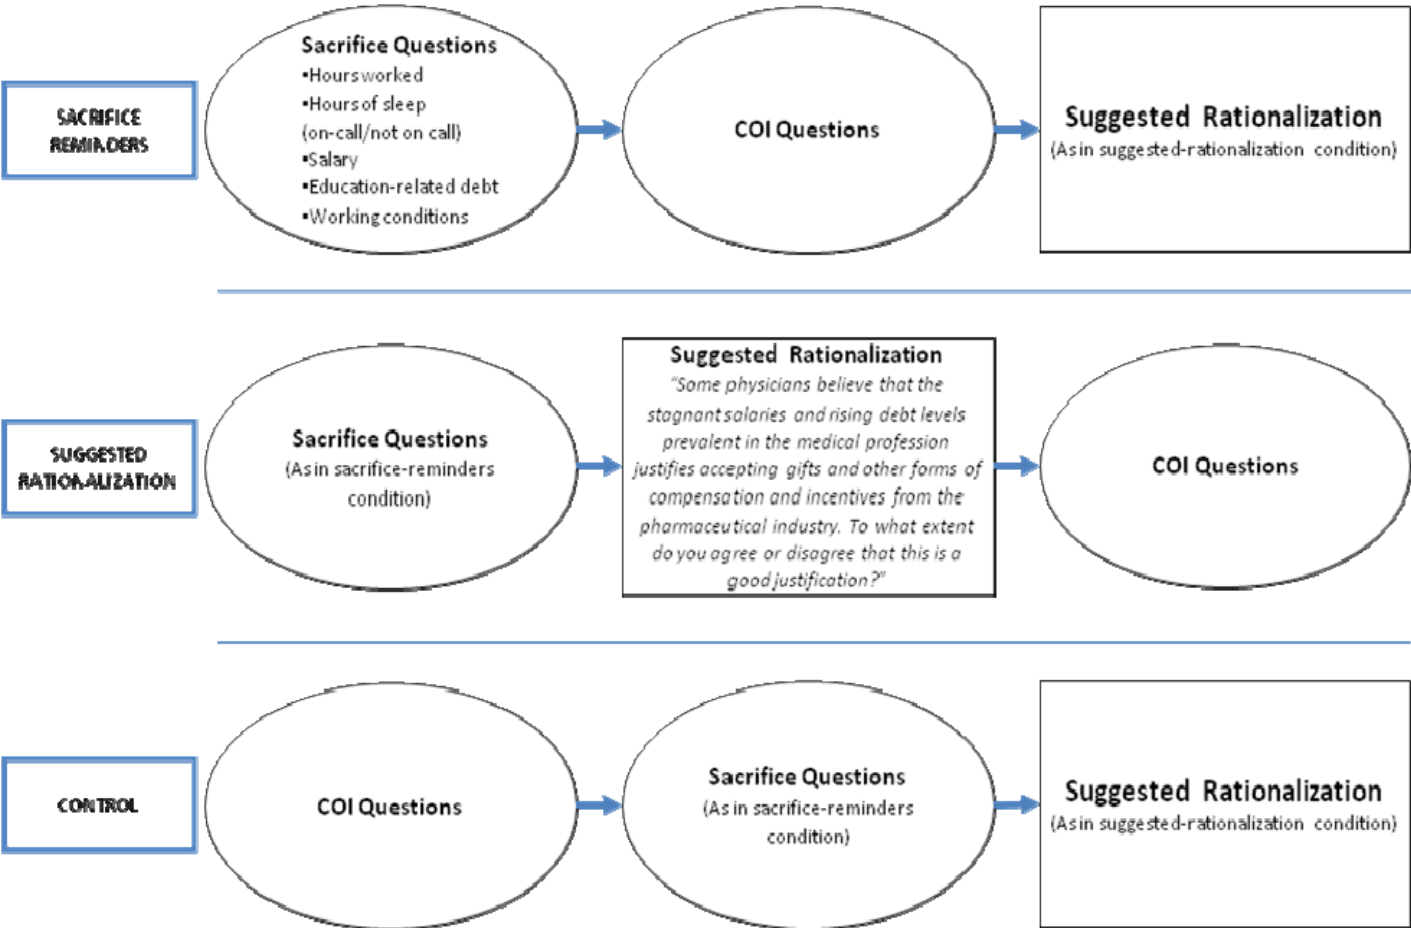 SACRIFICE
REMINDERS
Sacrifice Questions
▪Hours worked
▪Hours of sleep
(on-call/not on call)
▪Salary
▪Education-related debt
▪Working conditions
COI Questions
Suggested Rationalization
(As in suggested-rationalization condition)
SUGGESTED
RATIONALIZATION
Sacrifice Questions
(As in sacrifice-reminders
condition)
Suggested Rationalization
"Some physicians believe that the
stagnant salaries and rising debt levels
prevalent in the medical profession
justifies accepting gifts and other forms of
compensation and incentives from the
pharmaceutical industry. To what extent
do you agree or disagree that this is a
good justification?"
COI Questions
CONTROL
COI Questions
Sacrifice Questions
(As in sacrifice-reminders
condition)
Suggested Rationalization
(As in suggested-rationalization condition)